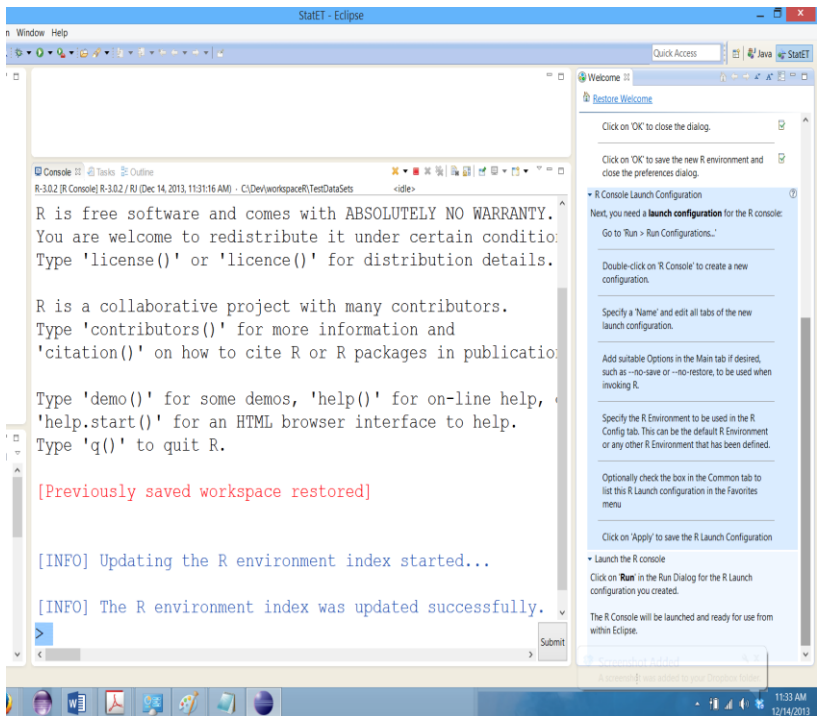 StatET - Eclipse
n Window Help
Quick Access
Java
StatET
Welcome
Restore Welcome
Click on 'OK' to close the dialog.
Click on 'OK' to save the new R environment and
close the preferences dialog.
R Console Launch Configuration
Next, you need a launch configuration for the R console:
Go to 'Run > Run Configurations...'
Double-click on 'R Console' to create a new
configuration.
Specify a 'Name' and edit all tabs of the new
launch configuration.
Add suitable Options in the Main tab if desired,
such as --no-save or --no-restore, to be used when
invoking R.
Specify the R Environment to be used in the R
Config tab. This can be the default R Environment
or any other R Environment that has been defined.
Optionally check the box in the Common tab to
list this R Launch configuration in the Favorites
menu
Click on 'Apply' to save the R Launch Configuration
Launch the R console
Click on 'Run' in the Run Dialog for the R Launch
configuration you created.
The R Console will be launched and ready for use from
within Eclipse.
Console Tasks Outline
R-3.0.2 [R Console] R-3.0.2 / RJ (Dec 14, 2013, 11:31:16 AM) - C:\Dev\workspaceR\TestDataSets <idle>
R is free software and comes with ABSOLUTELY NO WARRANTY.
You are welcome to redistribute it under certain conditio
Type 'license()' or 'licence()' for distribution details.
R is a collaborative project with many contributors.
Type 'contributors()' for more information and
'citation()' on how to cite R or R packages in publicatio
Type 'demo()' for some demos, 'help()' for on-line help,
'help.start()' for an HTML browser interface to help.
Type 'q()' to quit R.
[Previously saved workspace restored]
[INFO] Updating the R environment index started...
[INFO] The R environment index was updated successfully.
>
Submit
Screenshot Added
A screenshot was added to your Dropbox folder.
11:33 AM
12/14/2013